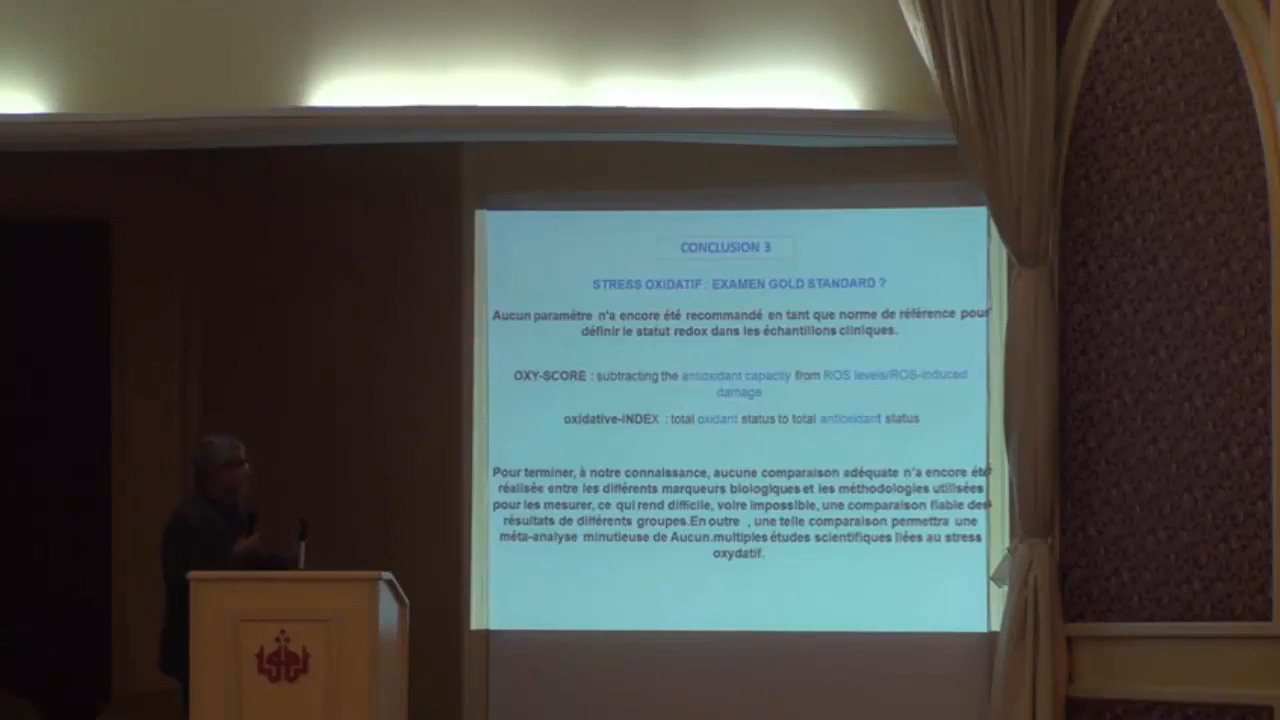 CONCLUSION 3
STRESS OXIDATIF : EXAMEN GOLD STANDARD ?
Aucun paramètre n'a encore été recommandé en tant que norme de référence pour
définir le statut redox dans les échantillons cliniques.
OXY-SCORE : subtracting the antioxidant capacity from ROS levels/ROS-induced
damage
oxidative-INDEX : total oxidant status to total antioxidant status
Pour terminer, à notre connaissance, aucune comparaison adéquate n'a encore été
réalisée entre les différents marqueurs biologiques et les méthodologies utilisées
pour les mesurer, ce qui rend difficile, voire impossible, une comparaison fiable des
résultats de différents groupes.En outre , une telle comparaison permettra une
méta-analyse minutieuse de Aucun.multiples études scientifiques liées au stress
oxydatif.